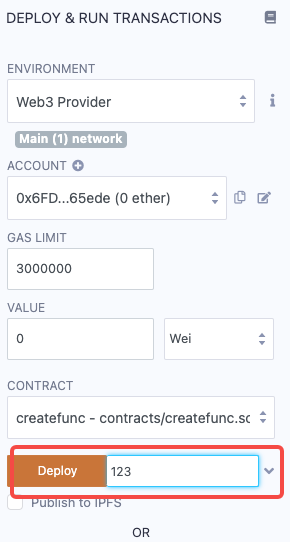 DEPLOY & RUN TRANSACTIONS
ENVIRONMENT
Web3 Provider
Main (1) network
ACCOUNT
0x6FD...65ede (0 ether)
GAS LIMIT
3000000
VALUE
0 Wei
CONTRACT
createfunc - contracts/createfunc.sc
Deploy 123
Publish to IPFS
OR